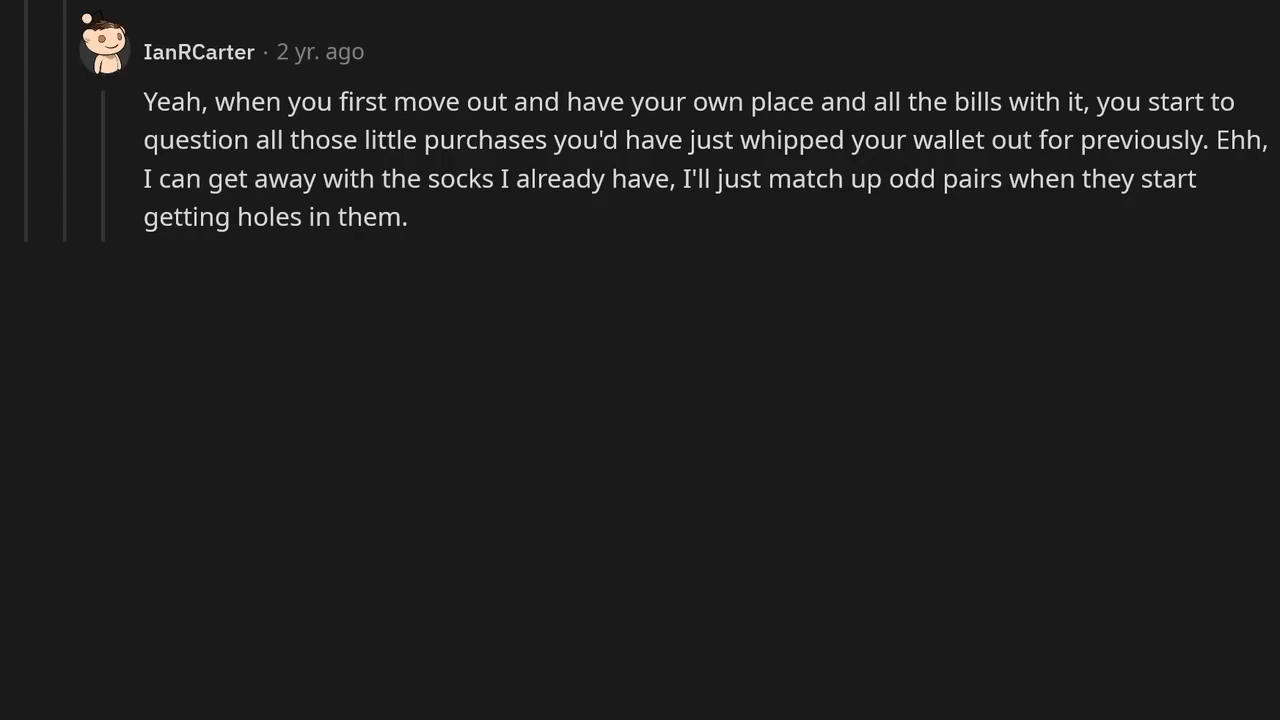 IanRCarter · 2 yr. ago
Yeah, when you first move out and have your own place and all the bills with it, you start to
question all those little purchases you'd have just whipped your wallet out for previously. Ehh,
I can get away with the socks I already have, I'll just match up odd pairs when they start
getting holes in them.